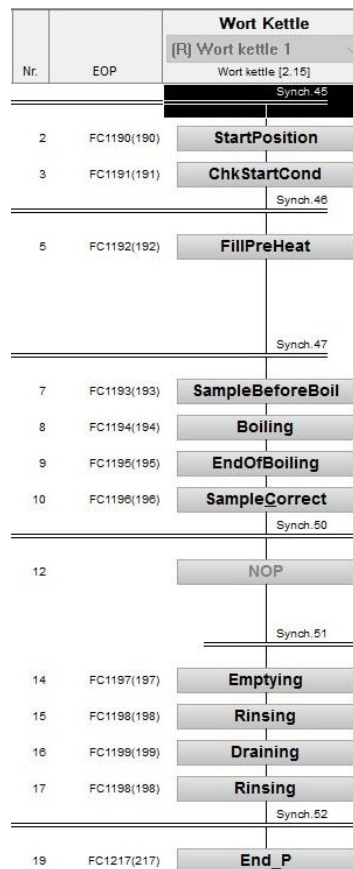 Wort Kettle
(R) Wort kettle 1
Nr. EOP Wort kettle [2.15]
Synch.45
2 FC1190(190) StartPosition
3 FC1191(191) ChkStartCond
Synch.46
5 FC1192(192) FillPreHeat
Synch.47
7 FC1193(193) SampleBeforeBoil
8 FC1194(194) Boiling
9 FC1195(195) EndOfBoiling
10 FC1196(196) SampleCorrect
Synch.50
12 NOP
Synch.51
14 FC1197(197) Emptying
15 FC1198(198) Rinsing
16 FC1199(199) Draining
17 FC1198(198) Rinsing
Synch.52
19 FC1217(217) End_P